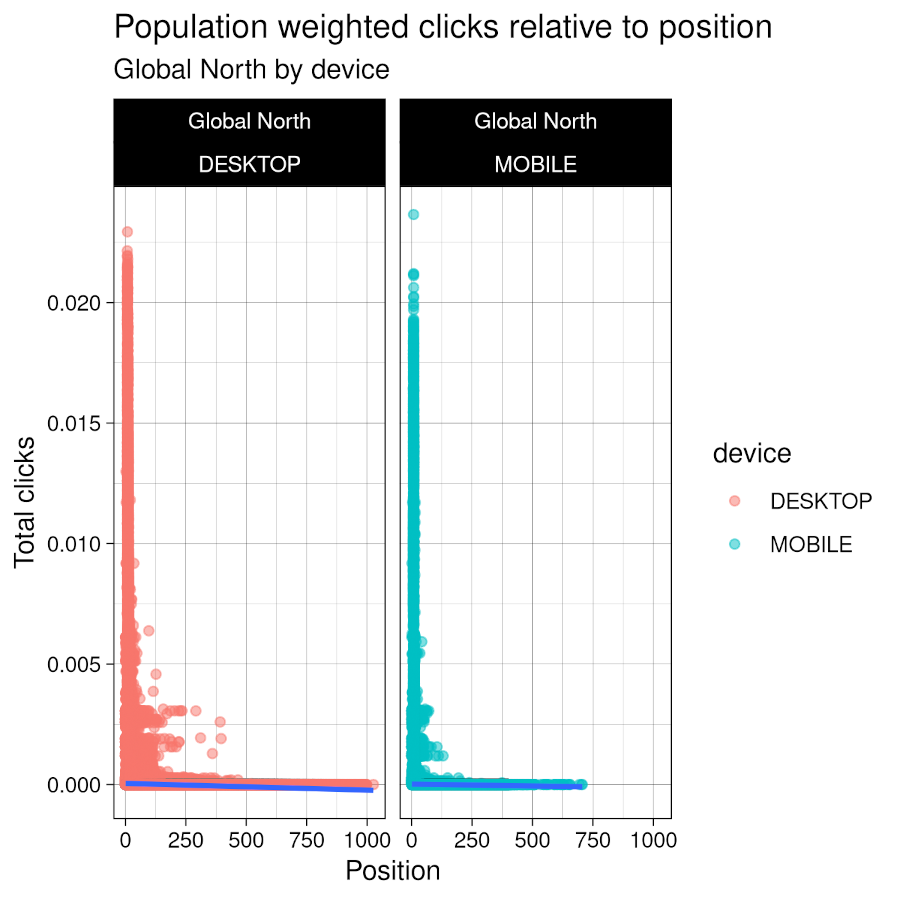 Population weighted clicks relative to position
Global North by device
Global North
DESKTOP
Global North
MOBILE
Total clicks
0.020
0.015
0.010
0.005
0.000
0 250 500 750 1000
0 250 500 750 1000
Position
device
DESKTOP
MOBILE